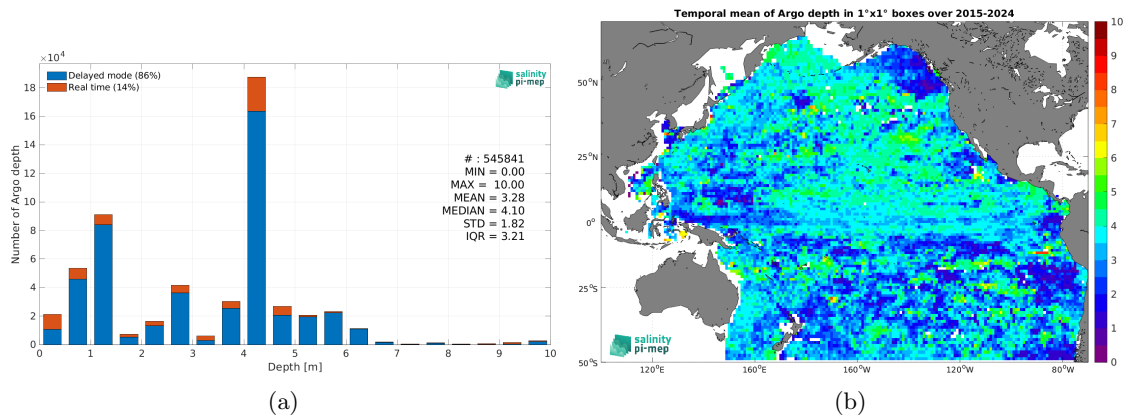 ×10⁴
18
16
14
12
10
8
6
4
2
0
Number of Argo depth
Delayed mode (86%)
Real time (14%)
salinity
pi-mep
# : 545841
MIN = 0.00
MAX = 10.00
MEAN = 3.28
MEDIAN = 4.10
STD = 1.82
IQR = 3.21
0 1 2 3 4 5 6 7 8 9 10
Depth [m]
(a)
Temporal mean of Argo depth in 1°x1° boxes over 2015-2024
50°N
25°N
0°
25°S
50°S
120°E 160°E 160°W 120°W 80°W
salinity
pi-mep
10
9
8
7
6
5
4
3
2
1
0
(b)